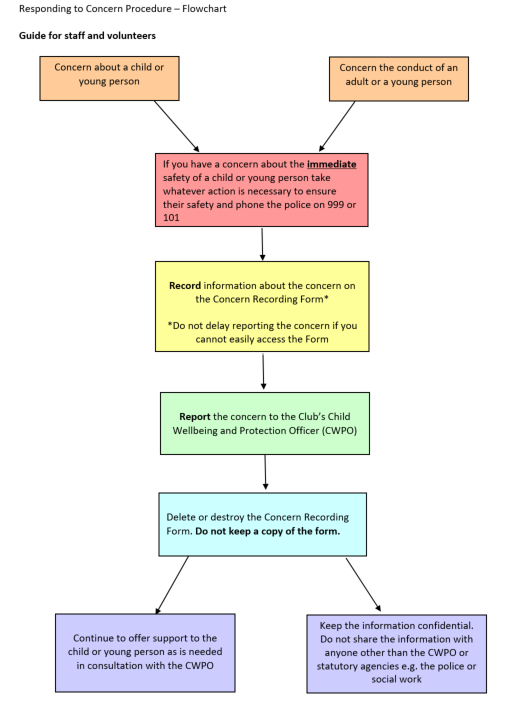 Responding to Concern Procedure – Flowchart
Guide for staff and volunteers
Concern about a child or
young person
Concern the conduct of an
adult or a young person
If you have a concern about the immediate
safety of a child or young person take
whatever action is necessary to ensure
their safety and phone the police on 999 or
101
Record information about the concern on
the Concern Recording Form*
*Do not delay reporting the concern if you
cannot easily access the Form
Report the concern to the Club's Child
Wellbeing and Protection Officer (CWPO)
Delete or destroy the Concern Recording
Form. Do not keep a copy of the form.
Continue to offer support to the
child or young person as is needed
in consultation with the CWPO
Keep the information confidential.
Do not share the information with
anyone other than the CWPO or
statutory agencies e.g. the police or
social work